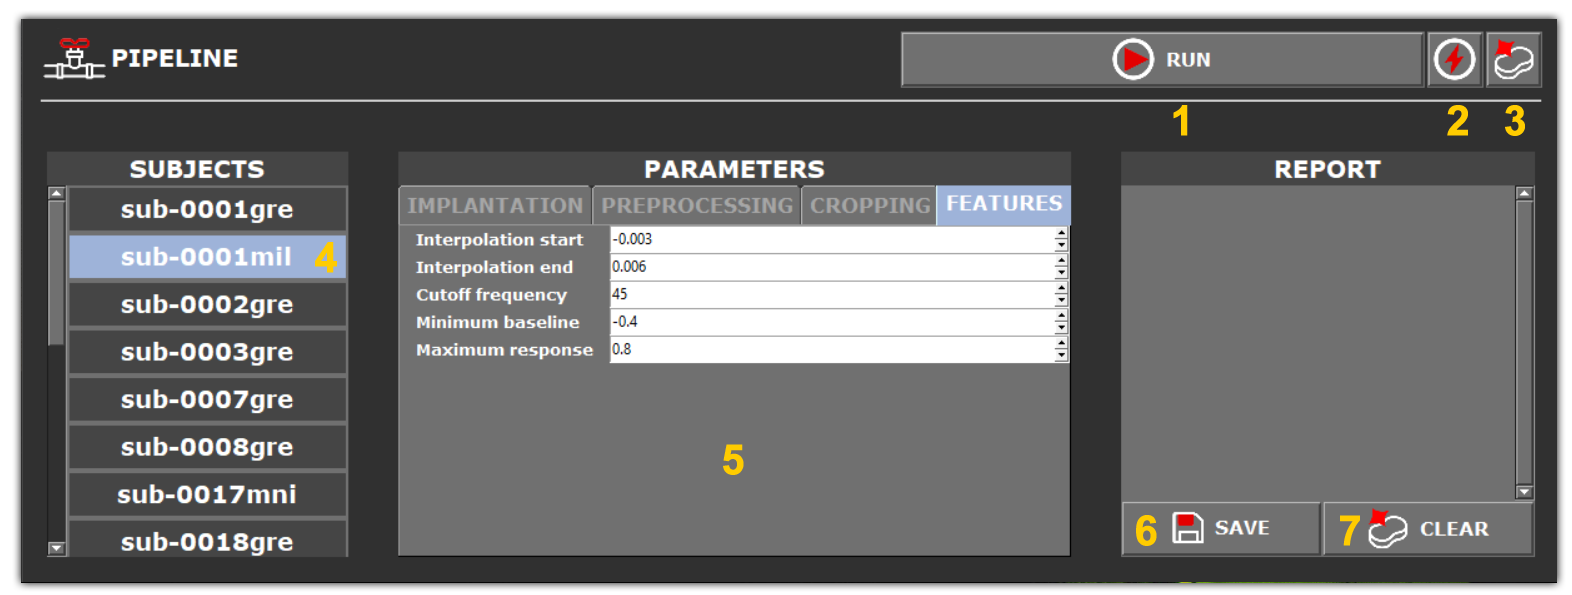 PIPELINE
RUN
1
2
3
SUBJECTS
sub-0001gre
sub-0001mil 4
sub-0002gre
sub-0003gre
sub-0007gre
sub-0008gre
sub-0017mni
sub-0018gre
PARAMETERS
IMPLANTATION PREPROCESSING CROPPING FEATURES
Interpolation start -0.003
Interpolation end 0.006
Cutoff frequency 45
Minimum baseline -0.4
Maximum response 0.8
5
REPORT
6 SAVE
7 CLEAR